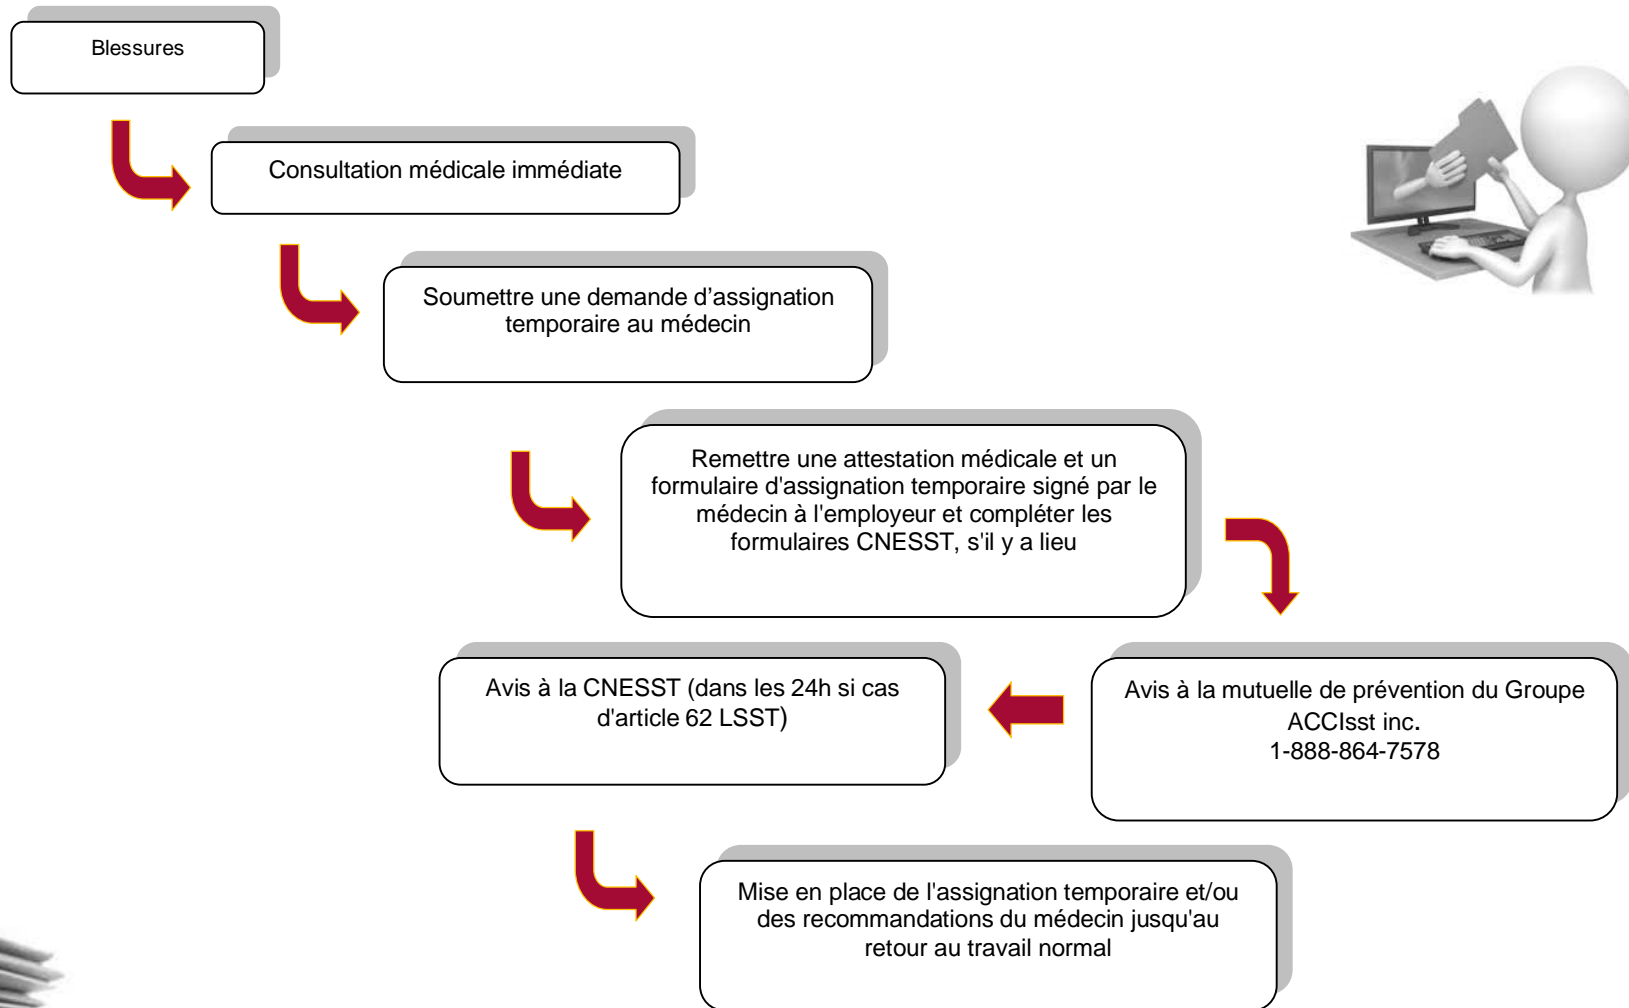 Blessures
Consultation médicale immédiate
Soumettre une demande d’assignation
temporaire au médecin
Remettre une attestation médicale et un
formulaire d'assignation temporaire signé par le
médecin à l'employeur et compléter les
formulaires CNESST, s'il y a lieu
Avis à la mutuelle de prévention du Groupe
ACCIsst inc.
1-888-864-7578
Avis à la CNESST (dans les 24h si cas
d'article 62 LSST)
Mise en place de l'assignation temporaire et/ou
des recommandations du médecin jusqu'au
retour au travail normal